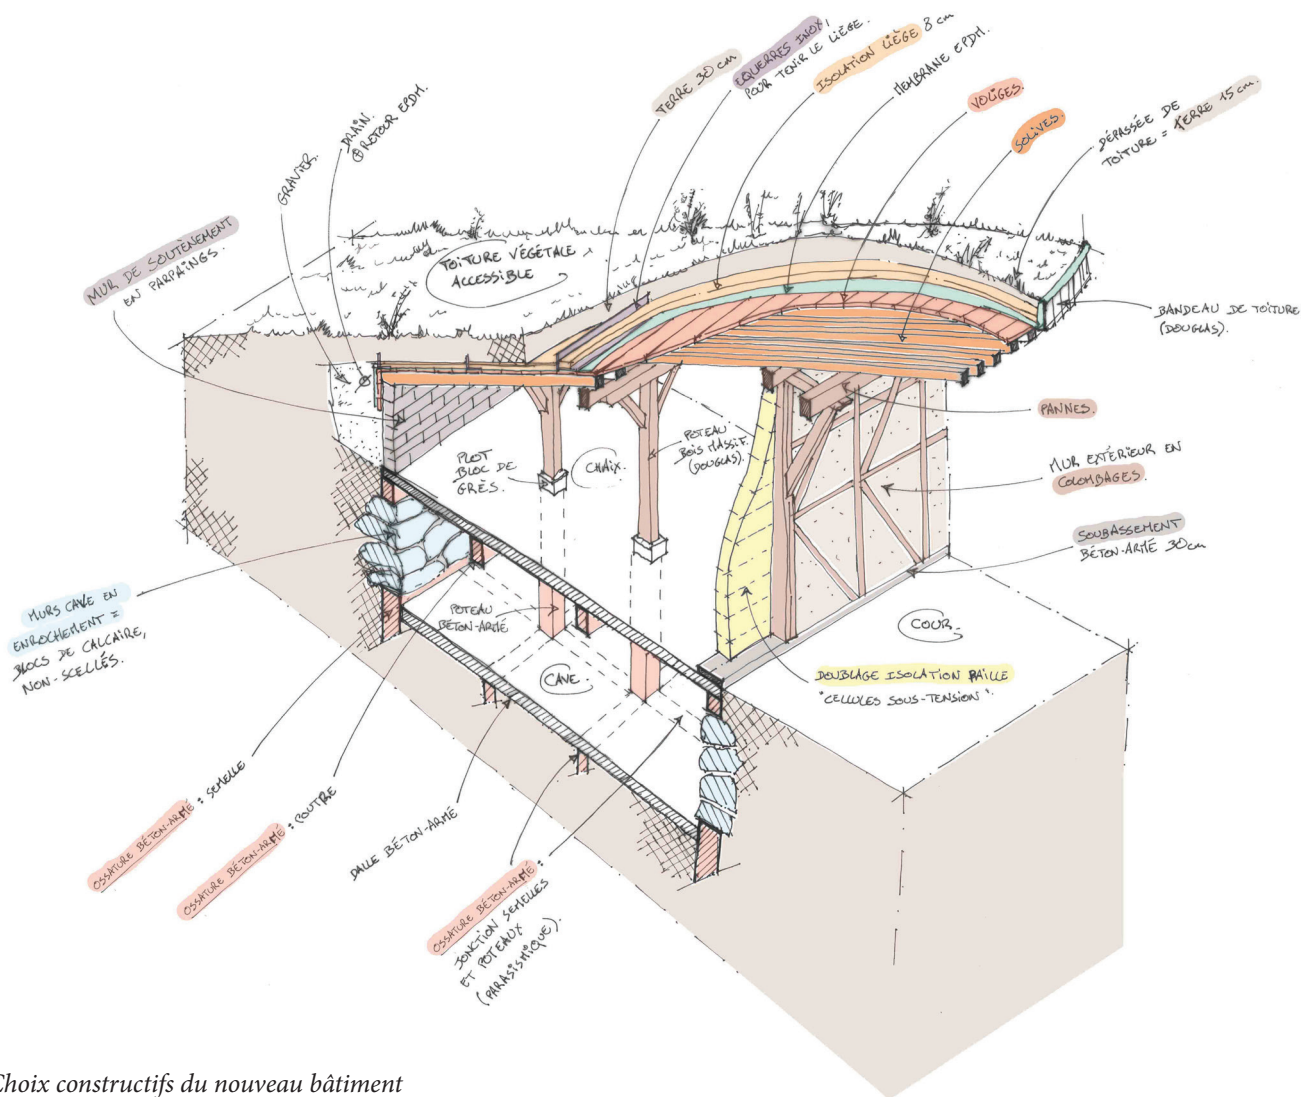 TERRE 30 cm
EQUERRES INOX,
POUR TENIR LE LIÈGE.
ISOLATION LIÈGE 8 cm
MEMBRANE EPDM.
VOLIGES.
SOLIVES.
DÉPASSÉE DE
TOITURE = TERRE 15 cm.
GRAVIER.
DRAIN.
⊕ RETOUR EPDM.
MUR DE SOUTÈNEMENT
EN PARPAINGS
TOITURE VÉGÉTALE
ACCESSIBLE
BANDEAU DE TOITURE
(DOUGLAS).
PANNES.
MUR EXTÉRIEUR EN
COLOMBAGES.
SOUBASSEMENT
BÉTON-ARMÉ 30cm
PLOT
BLOC DE
GRÈS.
CHAIX.
POTEAU
BOIS MASSIF.
(DOUGLAS).
MURS CAVE EN
ENROCHEMENT =
BLOCS DE CALCAIRE,
NON-SCELLÉS.
POTEAU
BÉTON-ARMÉ
CAVE
COUR.
DOUBLAGE ISOLATION PAILLE
"CELLULES SOUS-TENSION".
OSSATURE BÉTON-ARMÉ : SEMELLE
OSSATURE BÉTON-ARMÉ : POUTRE
DALLE BÉTON-ARMÉ
OSSATURE BÉTON-ARMÉ :
JONCTION SEMELLES
ET POTEAUX
(PARASISMIQUE).
Choix constructifs du nouveau bâtiment